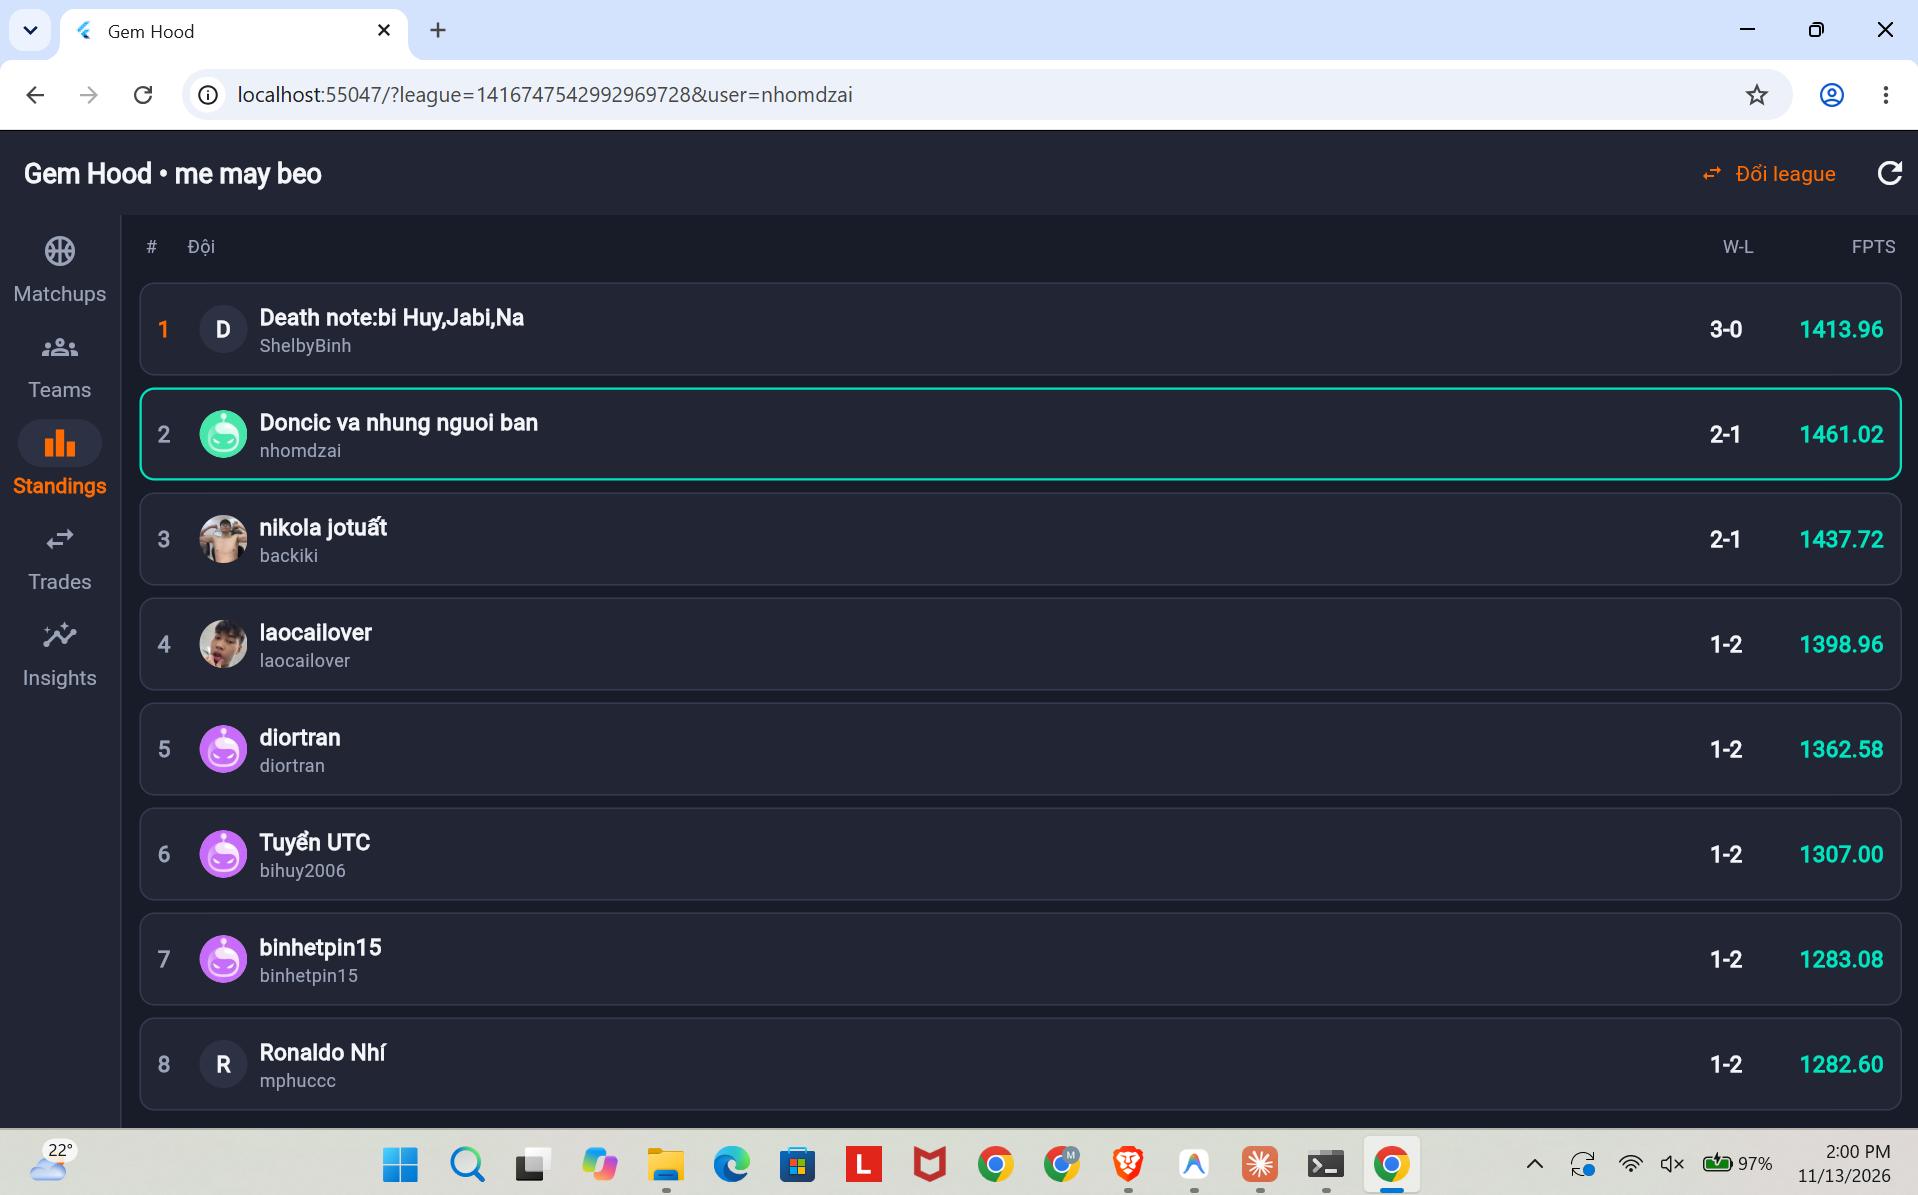 Gem Hood
localhost:55047/?league=1416747542992969728&user=nhomdzai
Gem Hood • me may beo
Đổi league
Matchups
Teams
Standings
Trades
Insights
# Đội W-L FPTS
1 D Death note:bi Huy,Jabi,Na 3-0 1413.96
ShelbyBinh
2 Doncic va nhung nguoi ban 2-1 1461.02
nhomdzai
3 nikola jotuất 2-1 1437.72
backiki
4 laocailover 1-2 1398.96
laocailover
5 diortran 1-2 1362.58
diortran
6 Tuyển UTC 1-2 1307.00
bihuy2006
7 binhetpin15 1-2 1283.08
binhetpin15
8 R Ronaldo Nhí 1-2 1282.60
mphuccc
22°
L
M
97%
2:00 PM
11/13/2026